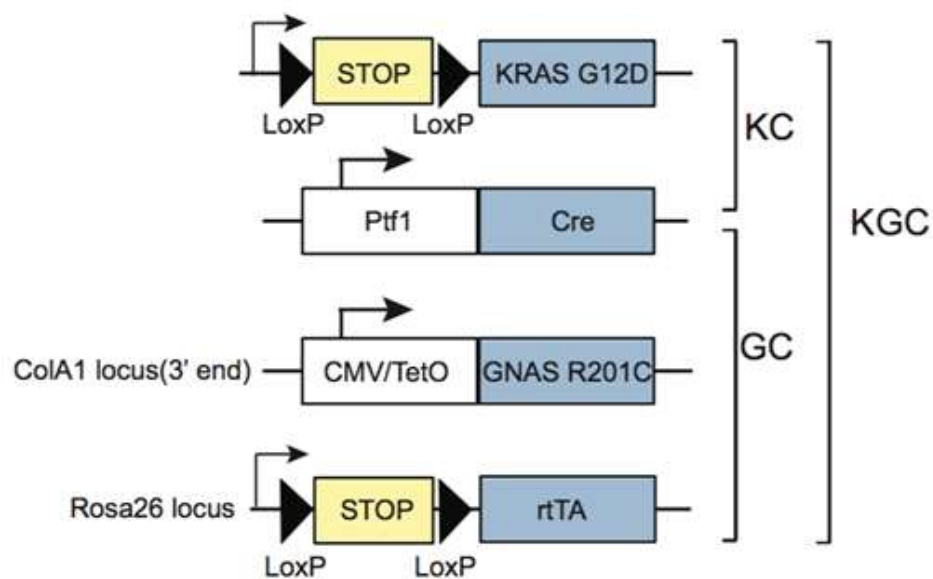 STOP
KRAS G12D
LoxP
LoxP
KC
Ptf1
Cre
KGC
ColA1 locus(3' end)
CMV/TetO
GNAS R201C
GC
Rosa26 locus
STOP
rtTA
LoxP
LoxP